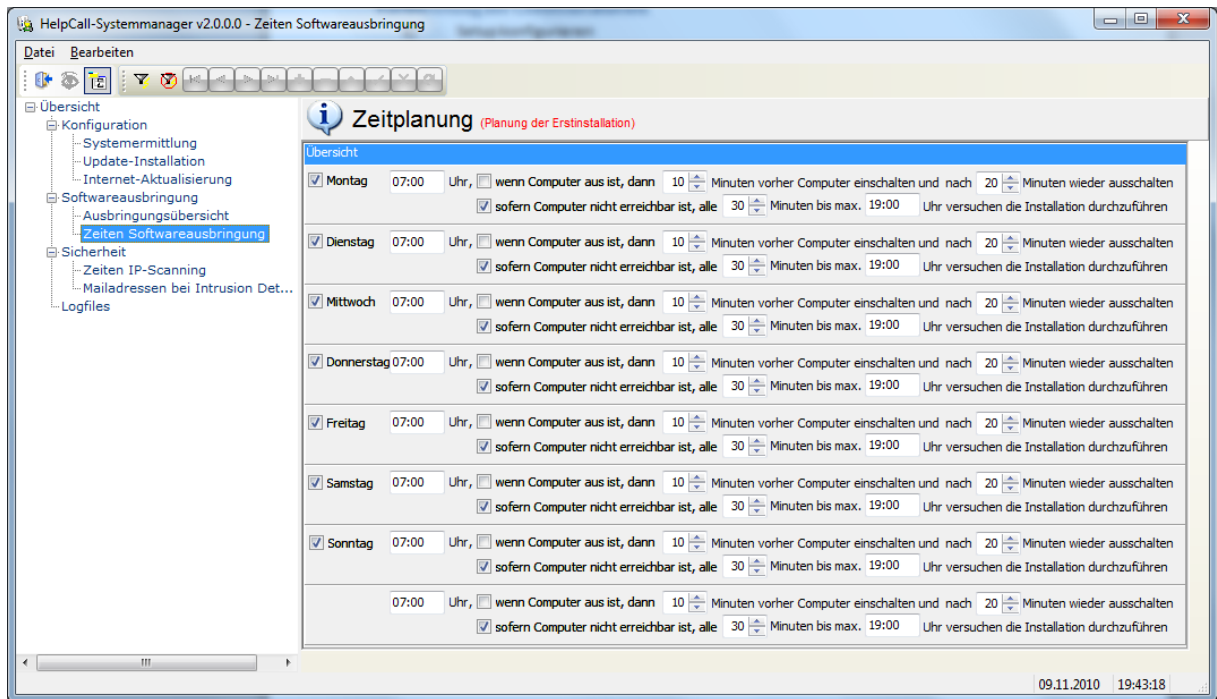 HelpCall-Systemmanager v2.0.0.0 - Zeiten Softwareausbringung
Datei Bearbeiten
Übersicht
Konfiguration
Systemermittlung
Update-Installation
Internet-Aktualisierung
Softwareausbringung
Ausbringungsübersicht
Zeiten Softwareausbringung
Sicherheit
Zeiten IP-Scanning
Mailadressen bei Intrusion Det...
Logfiles
Zeitplanung (Planung der Erstinstallation)
Übersicht
Montag 07:00 Uhr, wenn Computer aus ist, dann 10 Minuten vorher Computer einschalten und nach 20 Minuten wieder ausschalten
sofern Computer nicht erreichbar ist, alle 30 Minuten bis max. 19:00 Uhr versuchen die Installation durchzuführen
Dienstag 07:00 Uhr, wenn Computer aus ist, dann 10 Minuten vorher Computer einschalten und nach 20 Minuten wieder ausschalten
sofern Computer nicht erreichbar ist, alle 30 Minuten bis max. 19:00 Uhr versuchen die Installation durchzuführen
Mittwoch 07:00 Uhr, wenn Computer aus ist, dann 10 Minuten vorher Computer einschalten und nach 20 Minuten wieder ausschalten
sofern Computer nicht erreichbar ist, alle 30 Minuten bis max. 19:00 Uhr versuchen die Installation durchzuführen
Donnerstag 07:00 Uhr, wenn Computer aus ist, dann 10 Minuten vorher Computer einschalten und nach 20 Minuten wieder ausschalten
sofern Computer nicht erreichbar ist, alle 30 Minuten bis max. 19:00 Uhr versuchen die Installation durchzuführen
Freitag 07:00 Uhr, wenn Computer aus ist, dann 10 Minuten vorher Computer einschalten und nach 20 Minuten wieder ausschalten
sofern Computer nicht erreichbar ist, alle 30 Minuten bis max. 19:00 Uhr versuchen die Installation durchzuführen
Samstag 07:00 Uhr, wenn Computer aus ist, dann 10 Minuten vorher Computer einschalten und nach 20 Minuten wieder ausschalten
sofern Computer nicht erreichbar ist, alle 30 Minuten bis max. 19:00 Uhr versuchen die Installation durchzuführen
Sonntag 07:00 Uhr, wenn Computer aus ist, dann 10 Minuten vorher Computer einschalten und nach 20 Minuten wieder ausschalten
sofern Computer nicht erreichbar ist, alle 30 Minuten bis max. 19:00 Uhr versuchen die Installation durchzuführen
07:00 Uhr, wenn Computer aus ist, dann 10 Minuten vorher Computer einschalten und nach 20 Minuten wieder ausschalten
sofern Computer nicht erreichbar ist, alle 30 Minuten bis max. 19:00 Uhr versuchen die Installation durchzuführen
09.11.2010 19:43:18